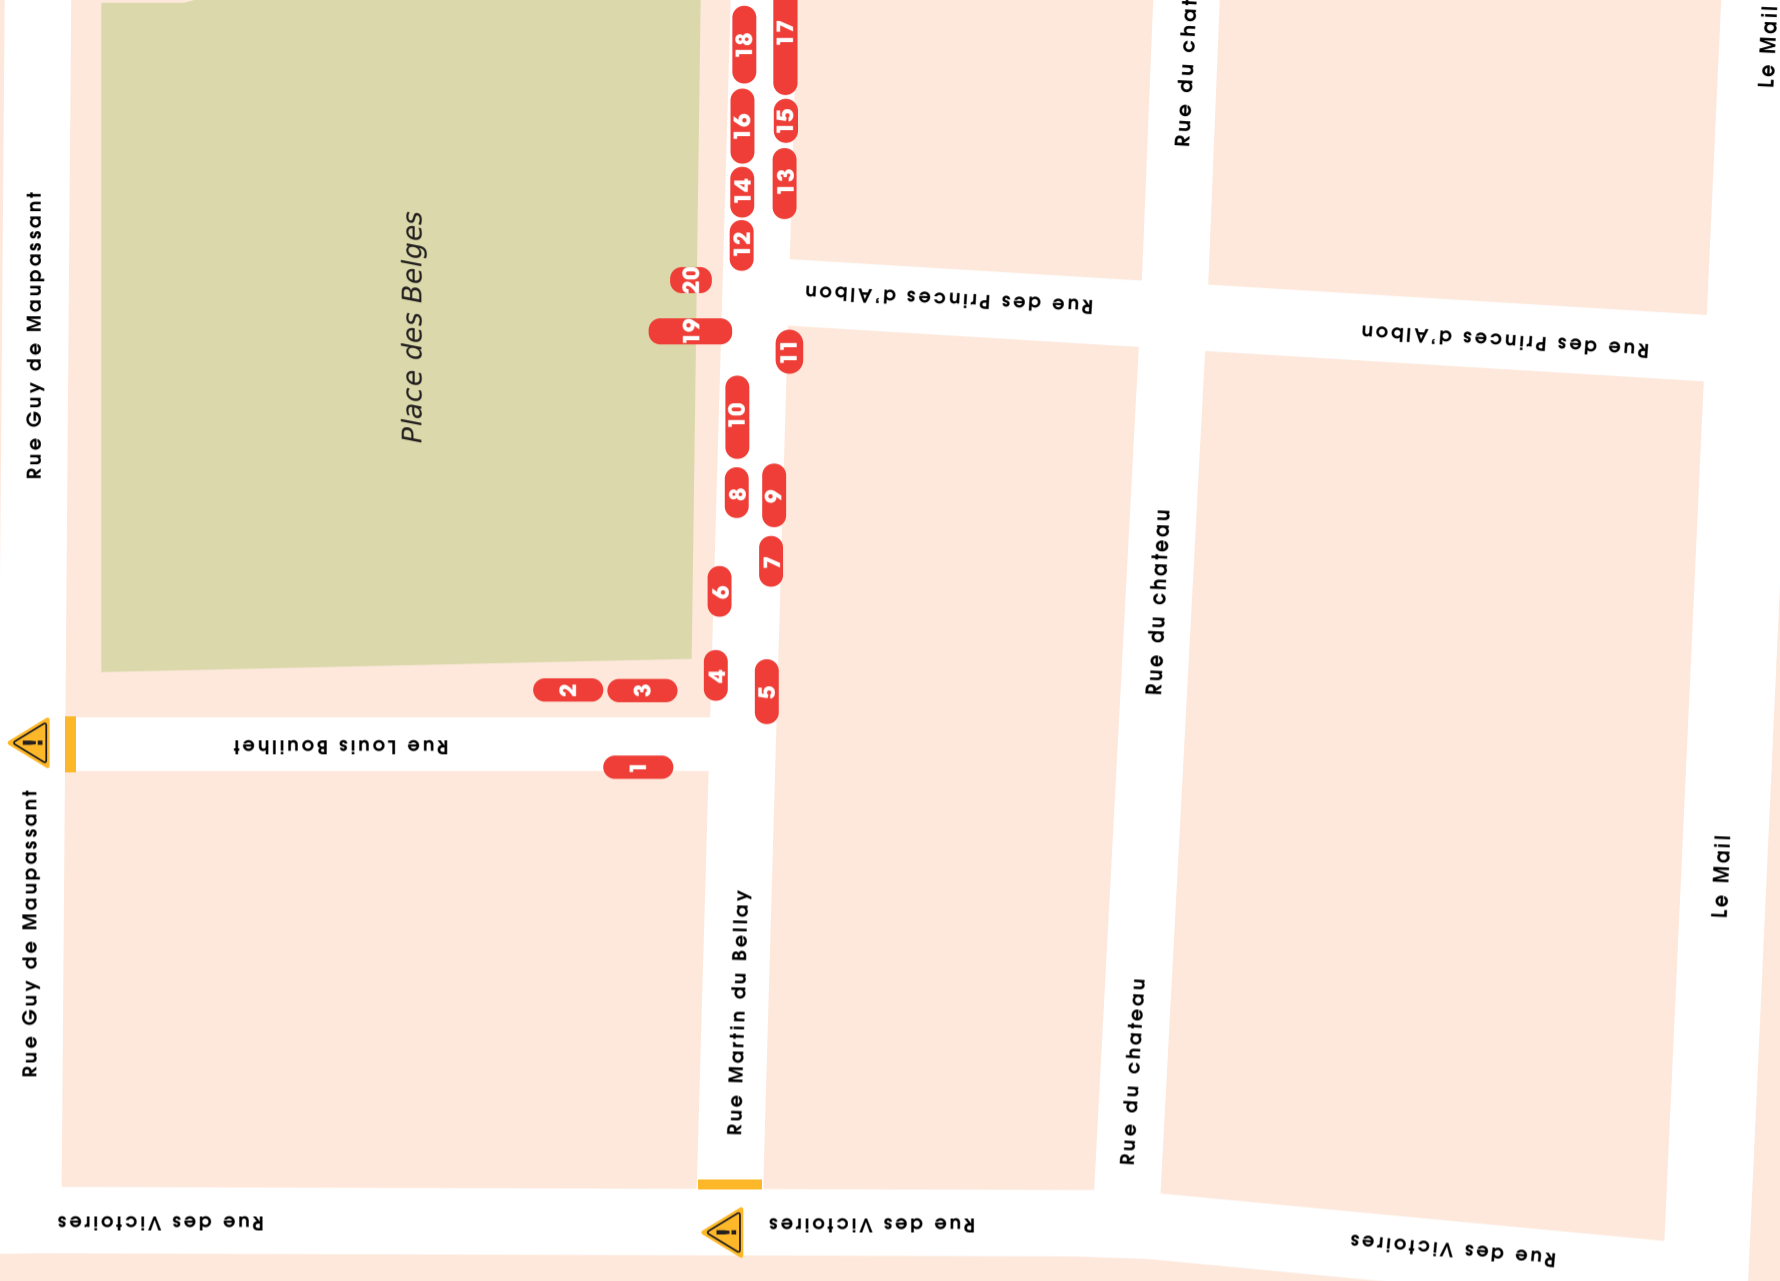 18
17
Rue du chat
Le Mail
16
15
14
13
12
Rue Guy de Maupassant
Place des Belges
20
Rue des Princes d'Albon
19
11
Rue des Princes d'Albon
10
8
9
7
6
Rue du chateau
4
5
2
3
!
Rue Louis Bouilhet
1
Rue Guy de Maupassant
Rue Martin du Bellay
Le Mail
Rue du chateau
Rue des Victoires
!
Rue des Victoires
Rue des Victoires